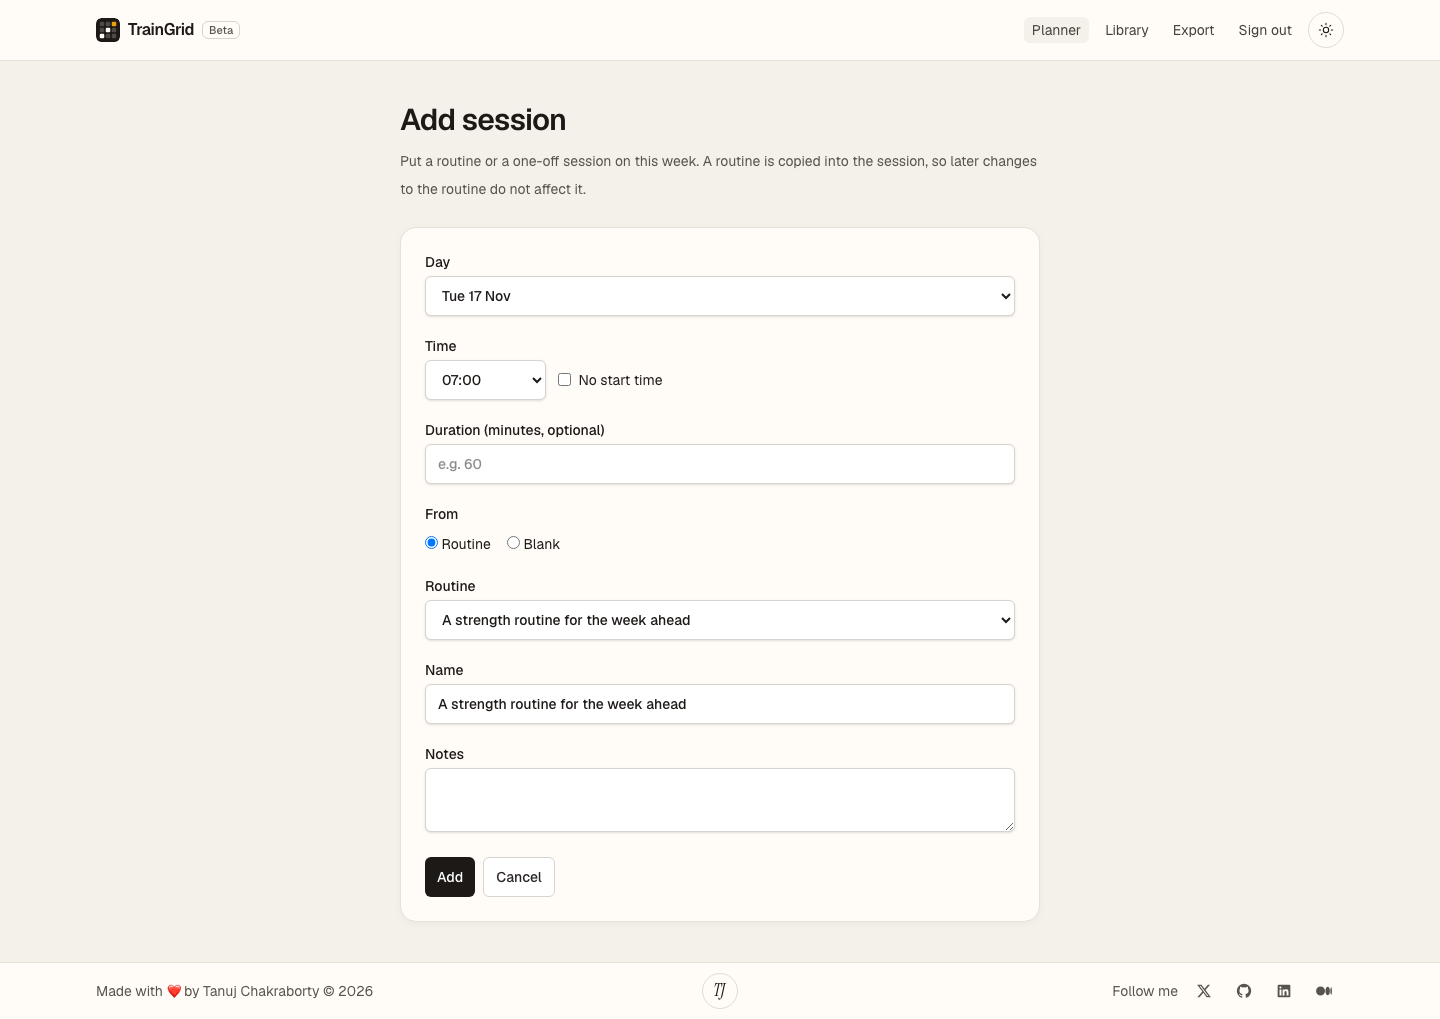 TrainGrid Beta
Planner Library Export Sign out
Add session
Put a routine or a one-off session on this week. A routine is copied into the session, so later changes
to the routine do not affect it.
Day
Tue 17 Nov
Time
07:00 No start time
Duration (minutes, optional)
e.g. 60
From
Routine Blank
Routine
A strength routine for the week ahead
Name
A strength routine for the week ahead
Notes
Add Cancel
Made with ❤️ by Tanuj Chakraborty © 2026
TJ
Follow me